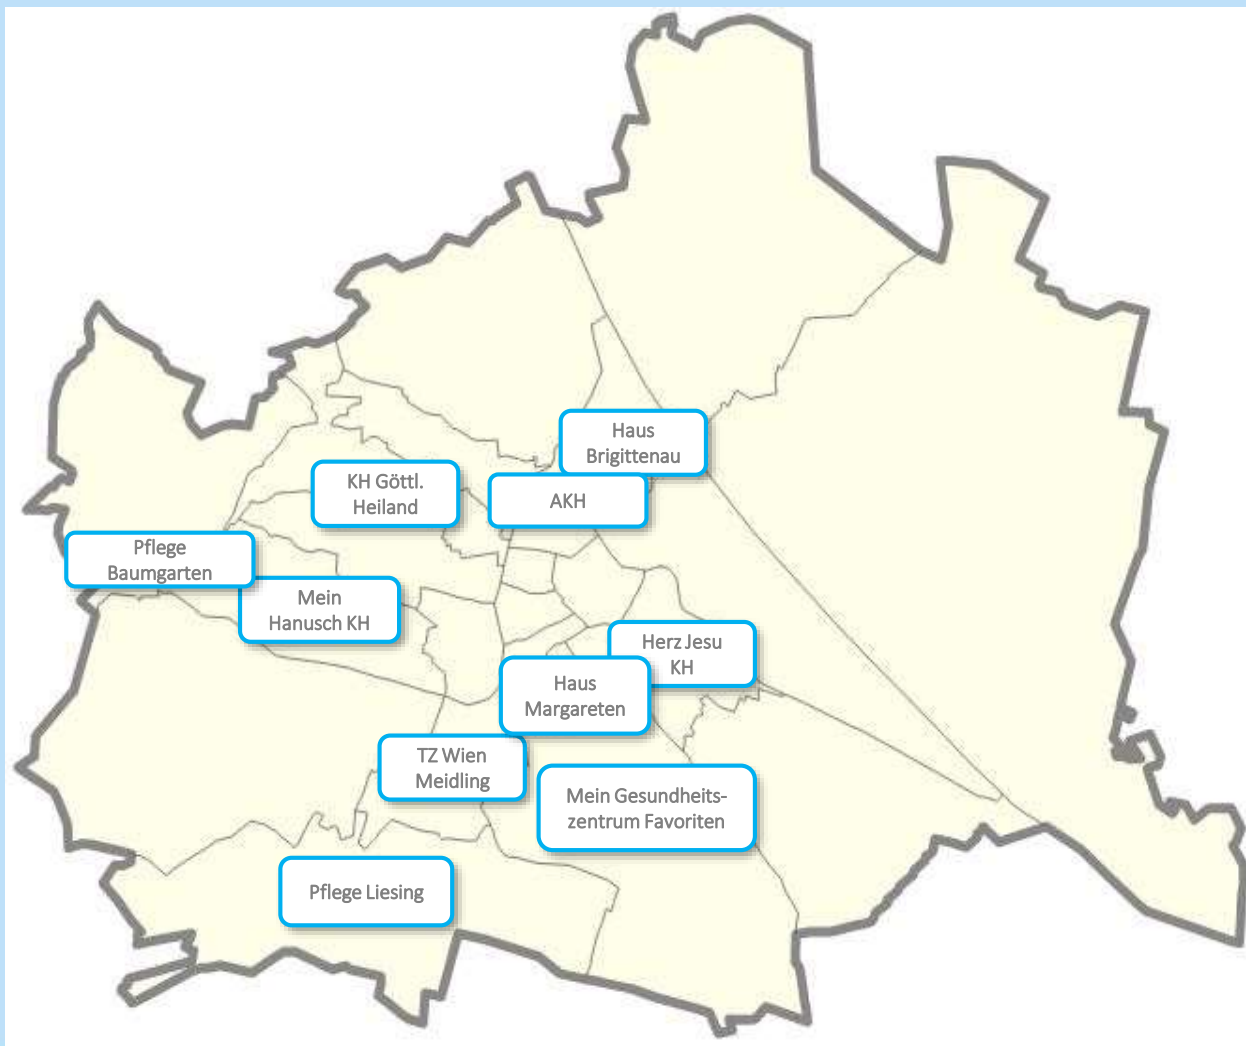 Haus
Brigittenau
KH Göttl.
Heiland
AKH
Pflege
Baumgarten
Mein
Hanusch KH
Herz Jesu
KH
Haus
Margareten
TZ Wien
Meidling
Mein Gesundheits-
zentrum Favoriten
Pflege Liesing